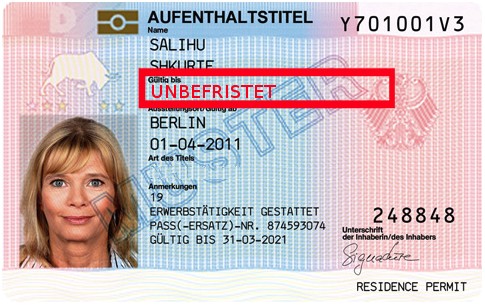 AUFENTHALTSTITEL
Y701001V3
Name
SALIHU
SHKURTE
Gültig bis
UNBEFRISTET
Ausstellungsort/Gültig ab
BERLIN
01-04-2011
Art des Titels
MUSTER
Anmerkungen
19
ERWERBSTÄTIGKEIT GESTATTET
PASS(-ERSATZ)-NR. 874593074
GÜLTIG BIS 31-03-2021
248848
Unterschrift
der Inhaberin/des Inhabers
Signature
RESIDENCE PERMIT